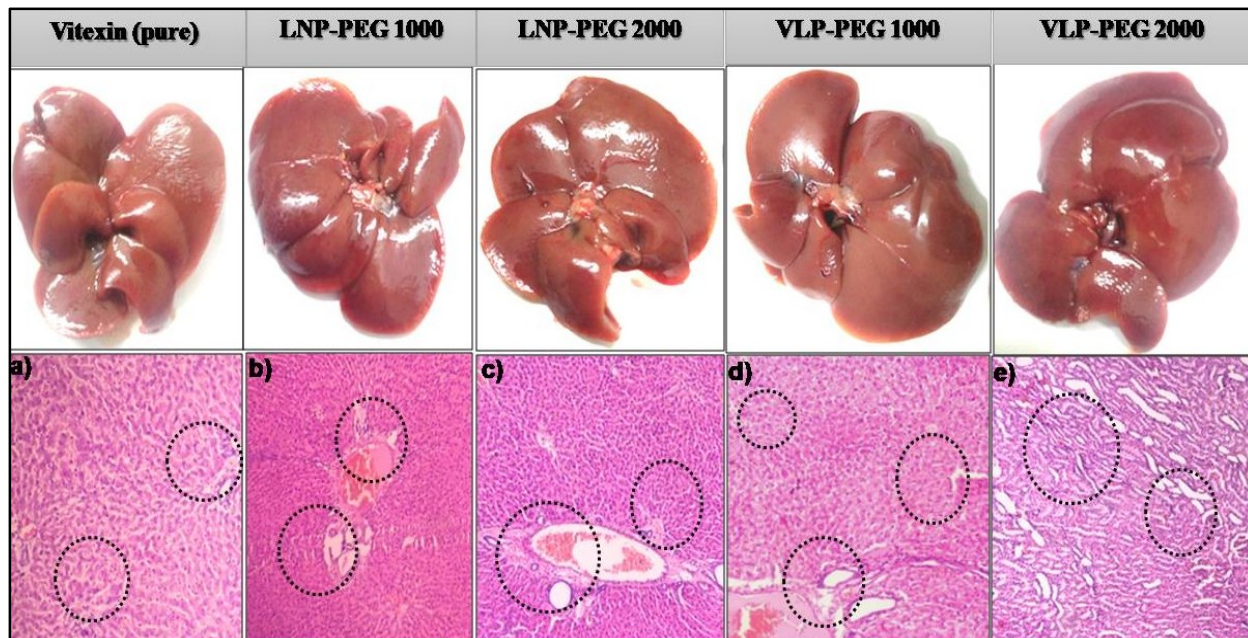 Vitexin (pure)
LNP-PEG 1000
LNP-PEG 2000
VLP-PEG 1000
VLP-PEG 2000
a)
b)
c)
d)
e)